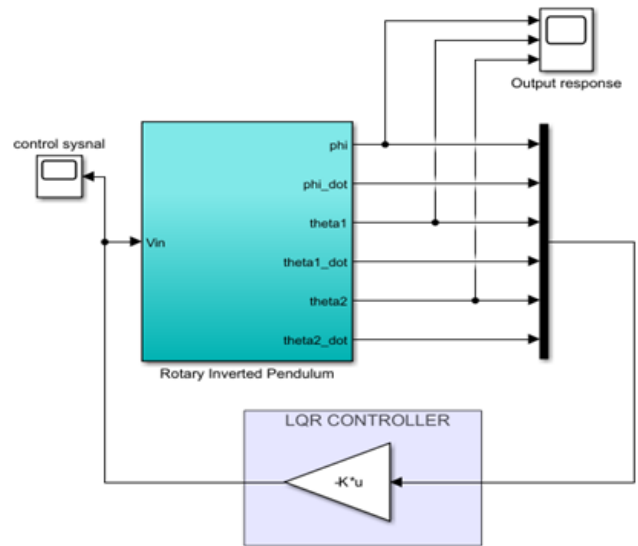 Output response
control sysnal
phi
phi_dot
theta1
Vin
theta1_dot
theta2
theta2_dot
Rotary Inverted Pendulum
LQR CONTROLLER
-K*u